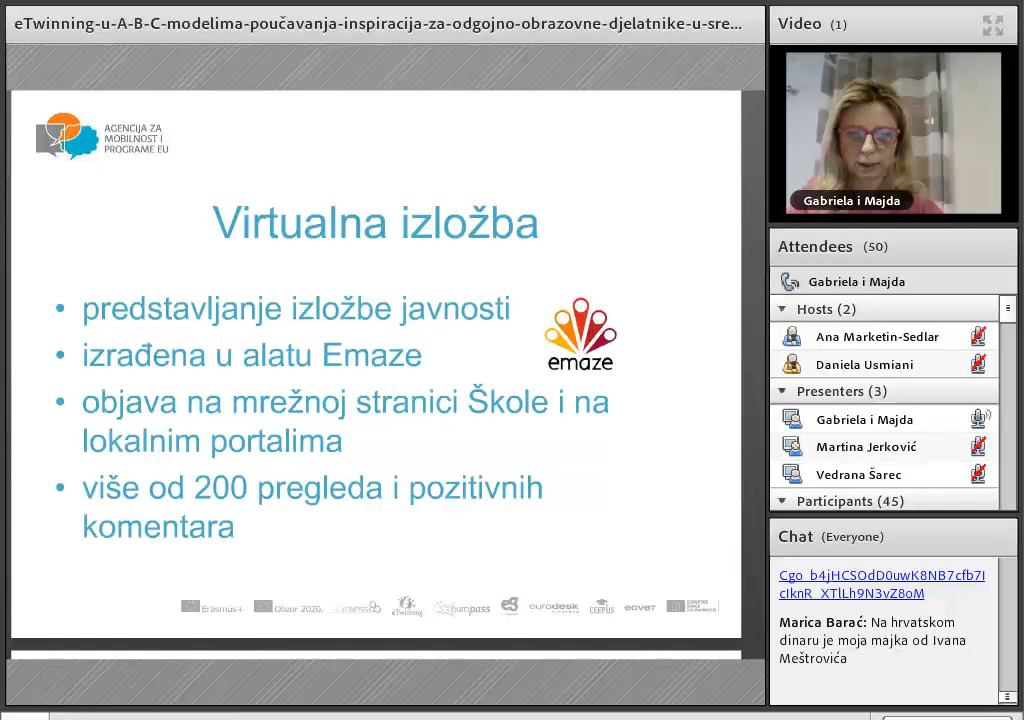 eTwinning-u-A-B-C-modelima-poučavanja-inspiracija-za-odgojno-obrazovne-djelatnike-u-sre...
Video (1)
AGENCIJA ZA
MOBILNOST I
PROGRAME EU
Virtualna izložba
• predstavljanje izložbe javnosti
• izrađena u alatu Emaze
• objava na mrežnoj stranici Škole i na
lokalnim portalima
• više od 200 pregleda i pozitivnih
komentara
emaze
Erasmus+
Obzor 2020.
eTwinning
europass
eurodesk
CEEPUS
ecvet
Gabriela i Majda
Attendees (50)
Gabriela i Majda
Hosts (2)
Ana Marketin-Sedlar
Daniela Usmiani
Presenters (3)
Gabriela i Majda
Martina Jerković
Vedrana Šarec
Participants (45)
Chat (Everyone)
Cgo_b4jHCSOdD0uwK8NB7cfb7I
cIknR_XTlLh9N3vZ8oM
Marica Barać: Na hrvatskom
dinaru je moja majka od Ivana
Meštrovića